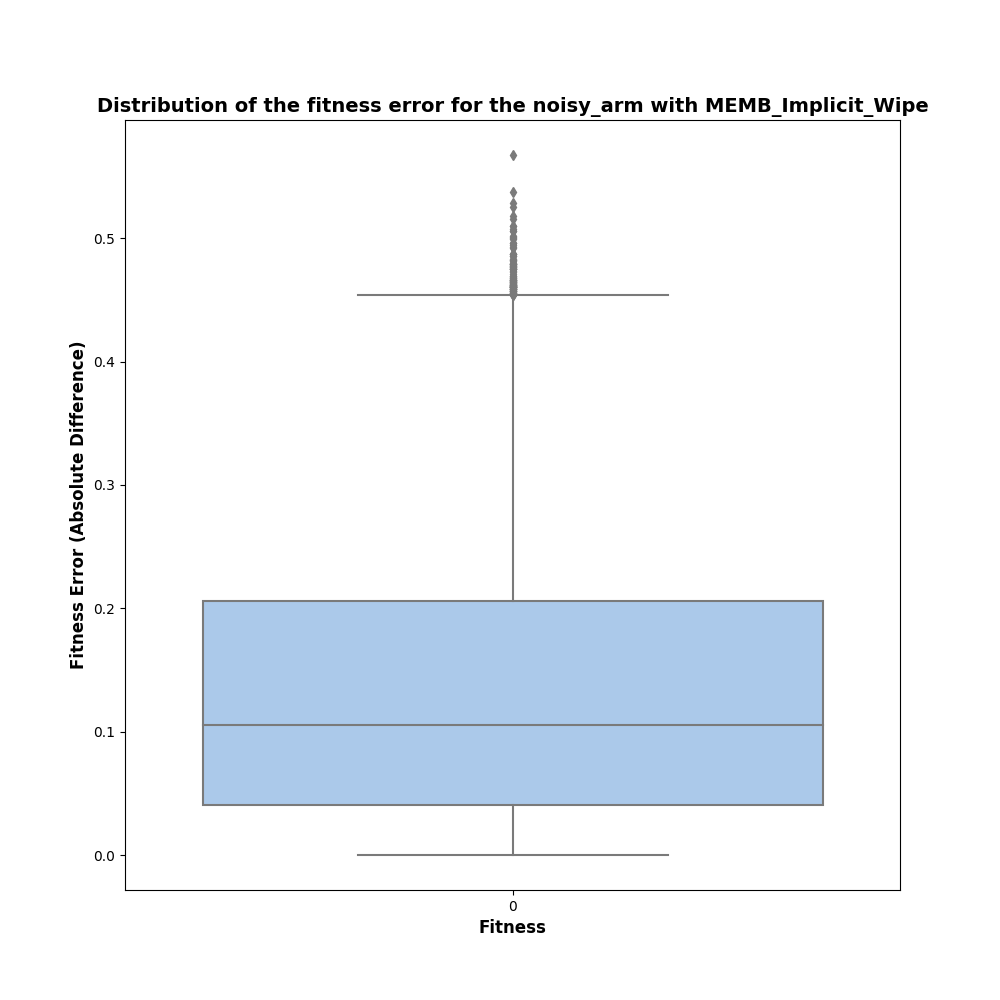 Distribution of the fitness error for the noisy_arm with MEMB_Implicit_Wipe
Fitness Error (Absolute Difference)
0.5
0.4
0.3
0.2
0.1
0.0
0
Fitness